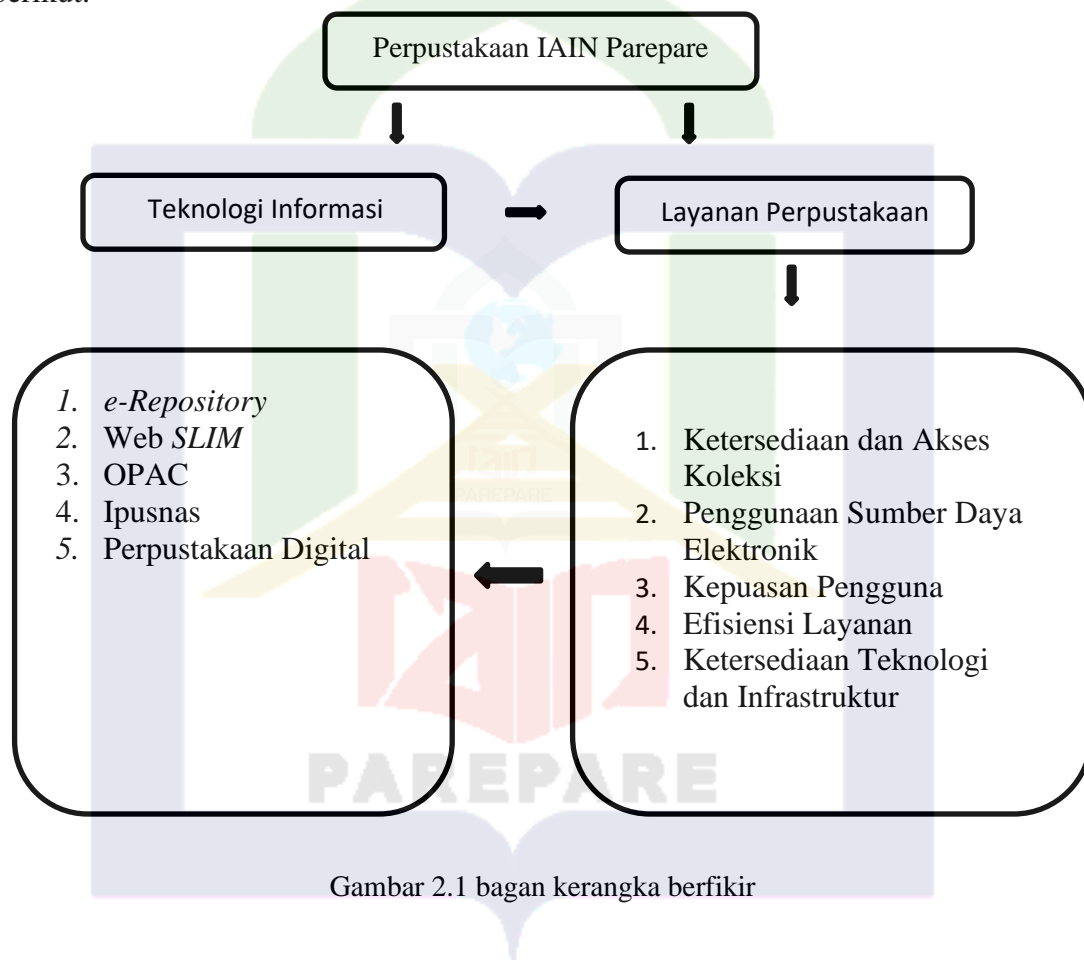 Perpustakaan IAIN Parepare
Teknologi Informasi
Layanan Perpustakaan
1. e-Repository
2. Web SLIM
3. OPAC
4. Ipusnas
5. Perpustakaan Digital
1. Ketersediaan dan Akses
Koleksi
2. Penggunaan Sumber Daya
Elektronik
3. Kepuasan Pengguna
4. Efisiensi Layanan
5. Ketersediaan Teknologi
dan Infrastruktur
PAREPARE
PAREPARE
Gambar 2.1 bagan kerangka berfikir